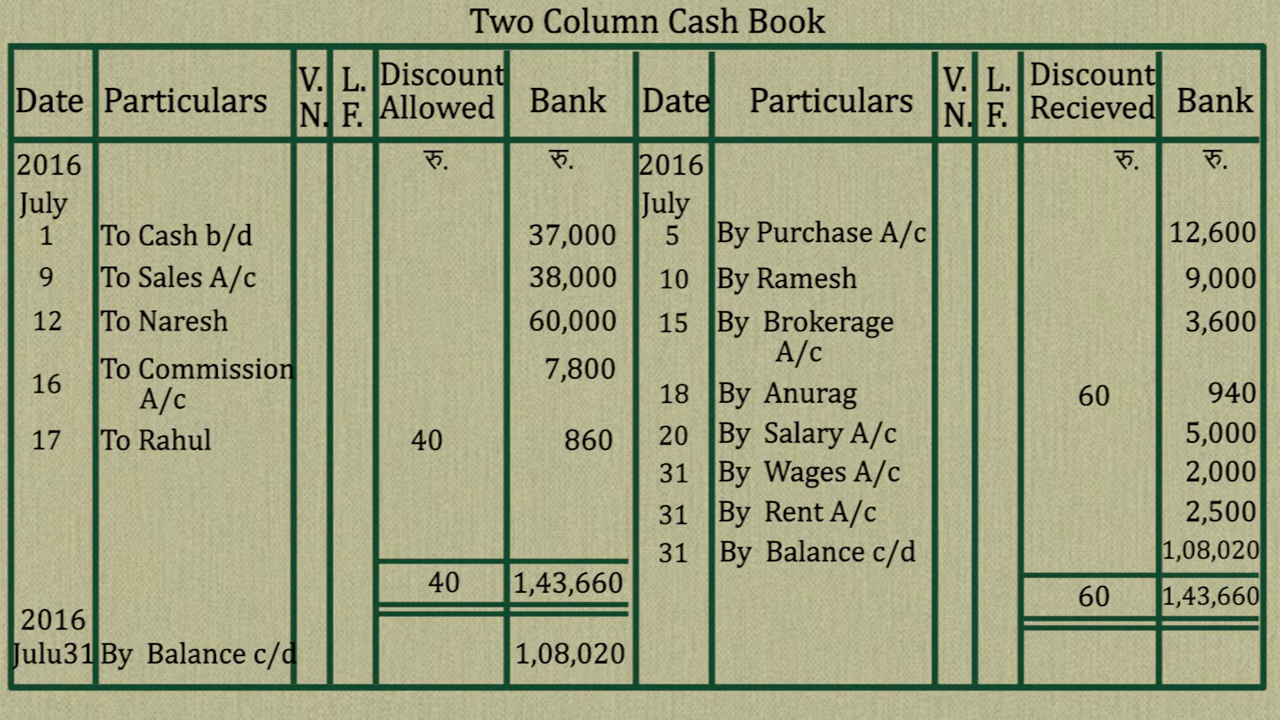 Two Column Cash Book
Date Particulars V. N. L. F. Discount Allowed Bank Date Particulars V. N. L. F. Discount Recieved Bank
2016 रु. रु. 2016 रु. रु.
July July
1 To Cash b/d 37,000 5 By Purchase A/c 12,600
9 To Sales A/c 38,000 10 By Ramesh 9,000
12 To Naresh 60,000 15 By Brokerage A/c 3,600
16 To Commission A/c 7,800 18 By Anurag 60 940
17 To Rahul 40 860 20 By Salary A/c 5,000
31 By Wages A/c 2,000
31 By Rent A/c 2,500
31 By Balance c/d 1,08,020
40 1,43,660 60 1,43,660
2016
Julu31 By Balance c/d 1,08,020